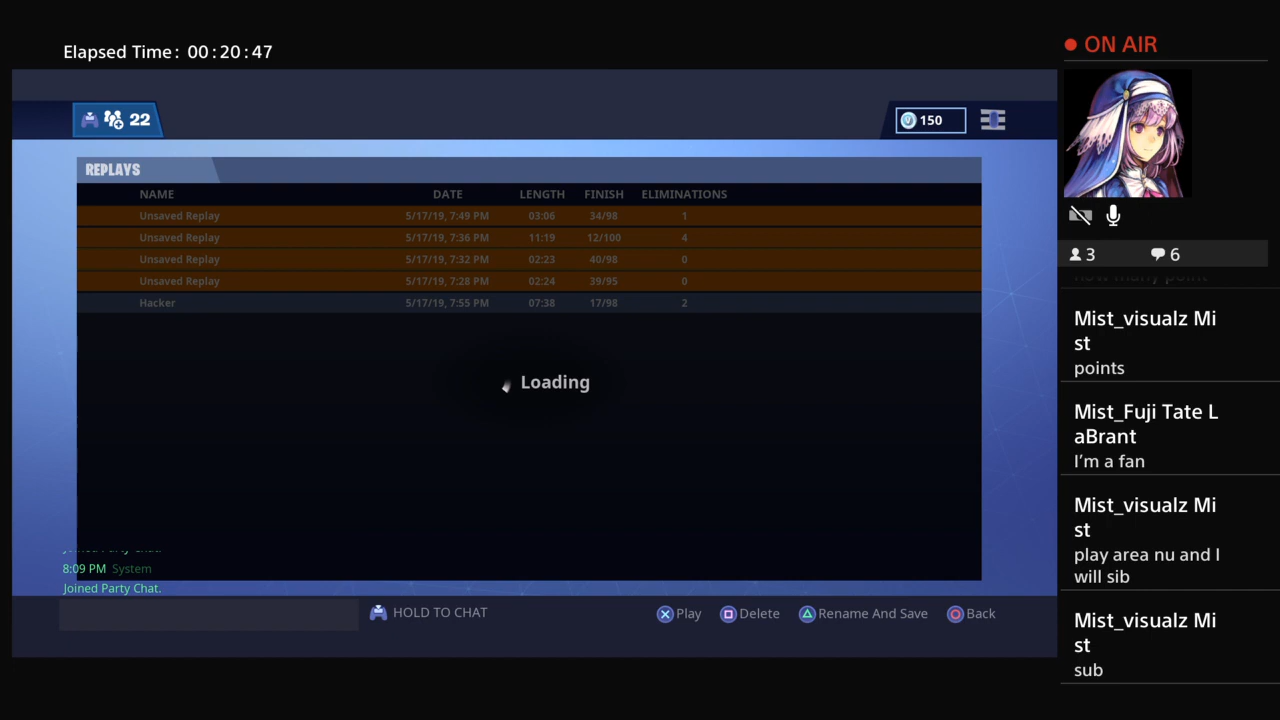 Elapsed Time: 00:20:47
ON AIR
22
150
REPLAYS
NAME DATE LENGTH FINISH ELIMINATIONS
Unsaved Replay 5/17/19, 7:49 PM 03:06 34/98 1
Unsaved Replay 5/17/19, 7:36 PM 11:19 12/100 4
Unsaved Replay 5/17/19, 7:32 PM 02:23 40/98 0
Unsaved Replay 5/17/19, 7:28 PM 02:24 39/95 0
Hacker 5/17/19, 7:55 PM 07:38 17/98 2
Loading
8:09 PM System
Joined Party Chat.
HOLD TO CHAT
Play Delete Rename And Save Back
3 6
Mist_visualz Mi
st
points
Mist_Fuji Tate L
aBrant
I'm a fan
Mist_visualz Mi
st
play area nu and I
will sib
Mist_visualz Mi
st
sub